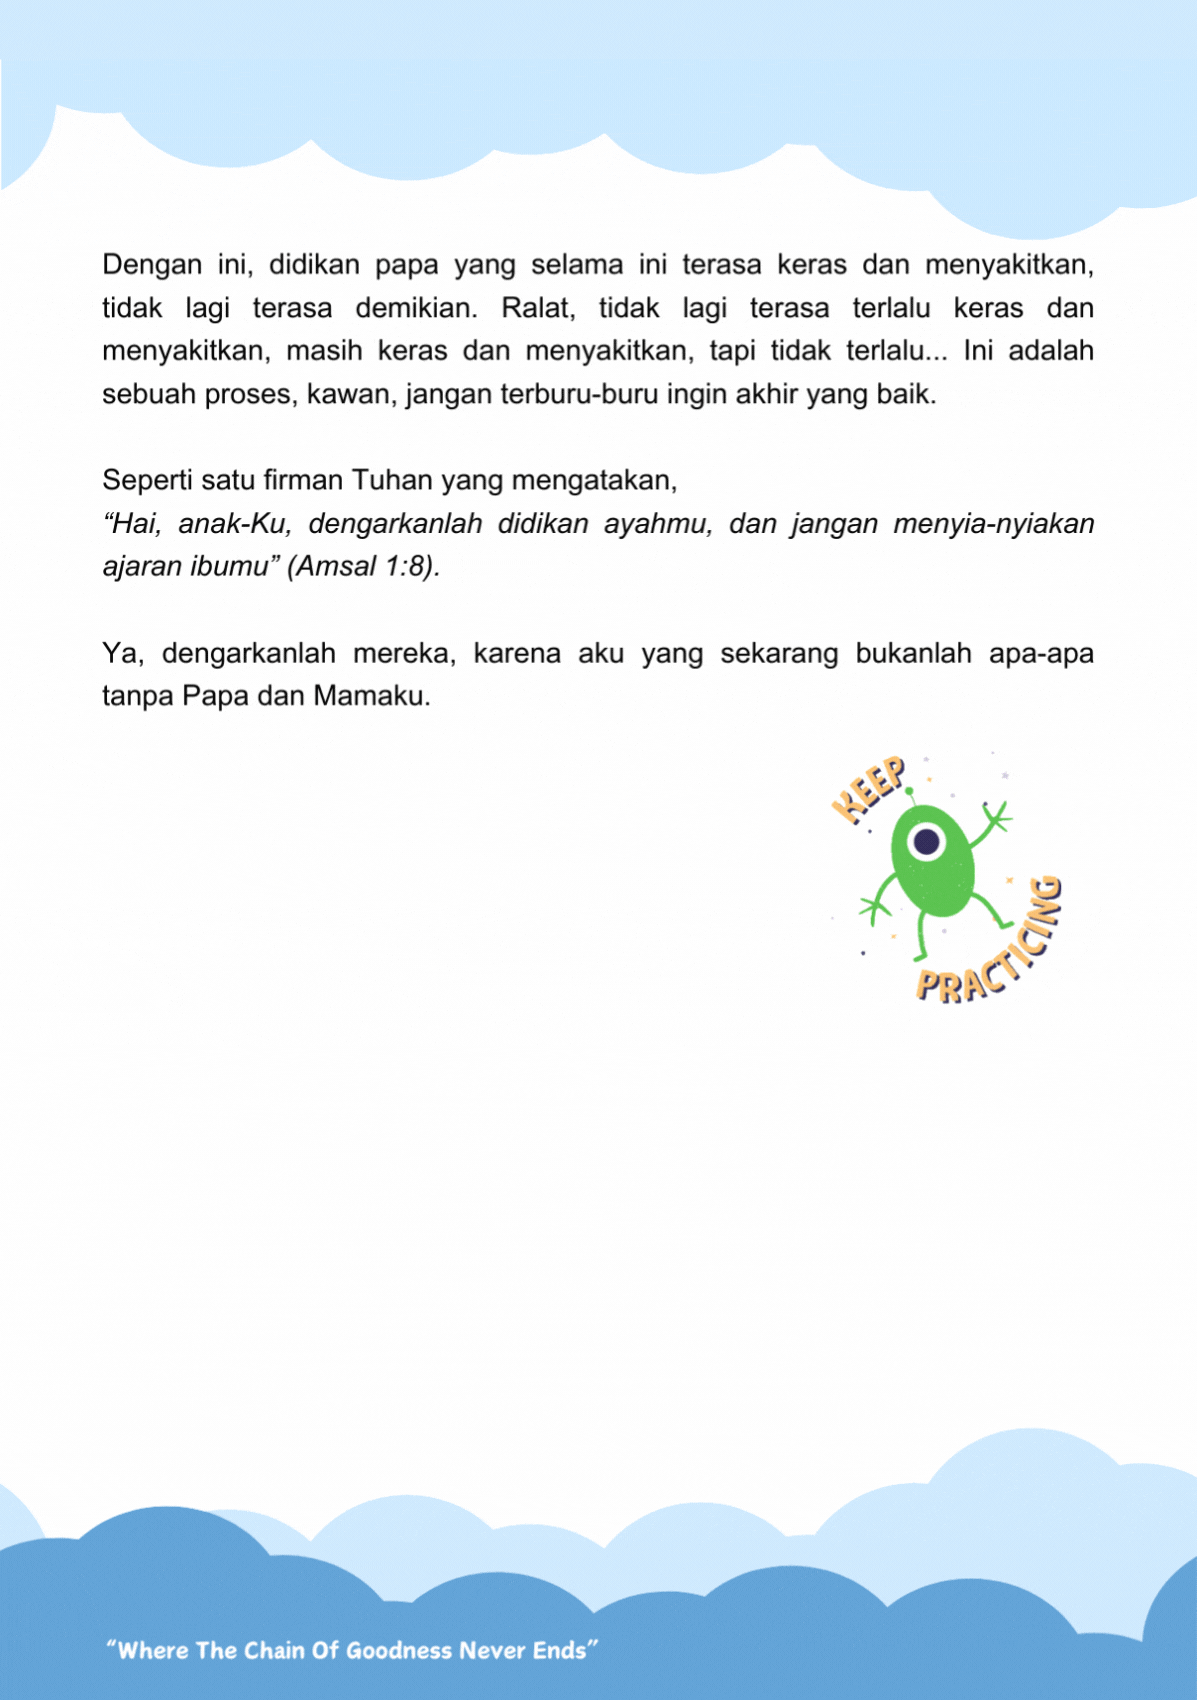 Dengan ini, didikan papa yang selama ini terasa keras dan menyakitkan,
tidak lagi terasa demikian. Ralat, tidak lagi terasa terlalu keras dan
menyakitkan, masih keras dan menyakitkan, tapi tidak terlalu... Ini adalah
sebuah proses, kawan, jangan terburu-buru ingin akhir yang baik.
Seperti satu firman Tuhan yang mengatakan,
“Hai, anak-Ku, dengarkanlah didikan ayahmu, dan jangan menyia-nyiakan
ajaran ibumu” (Amsal 1:8).
Ya, dengarkanlah mereka, karena aku yang sekarang bukanlah apa-apa
tanpa Papa dan Mamaku.
KEEP
PRACTICING
“Where The Chain Of Goodness Never Ends”